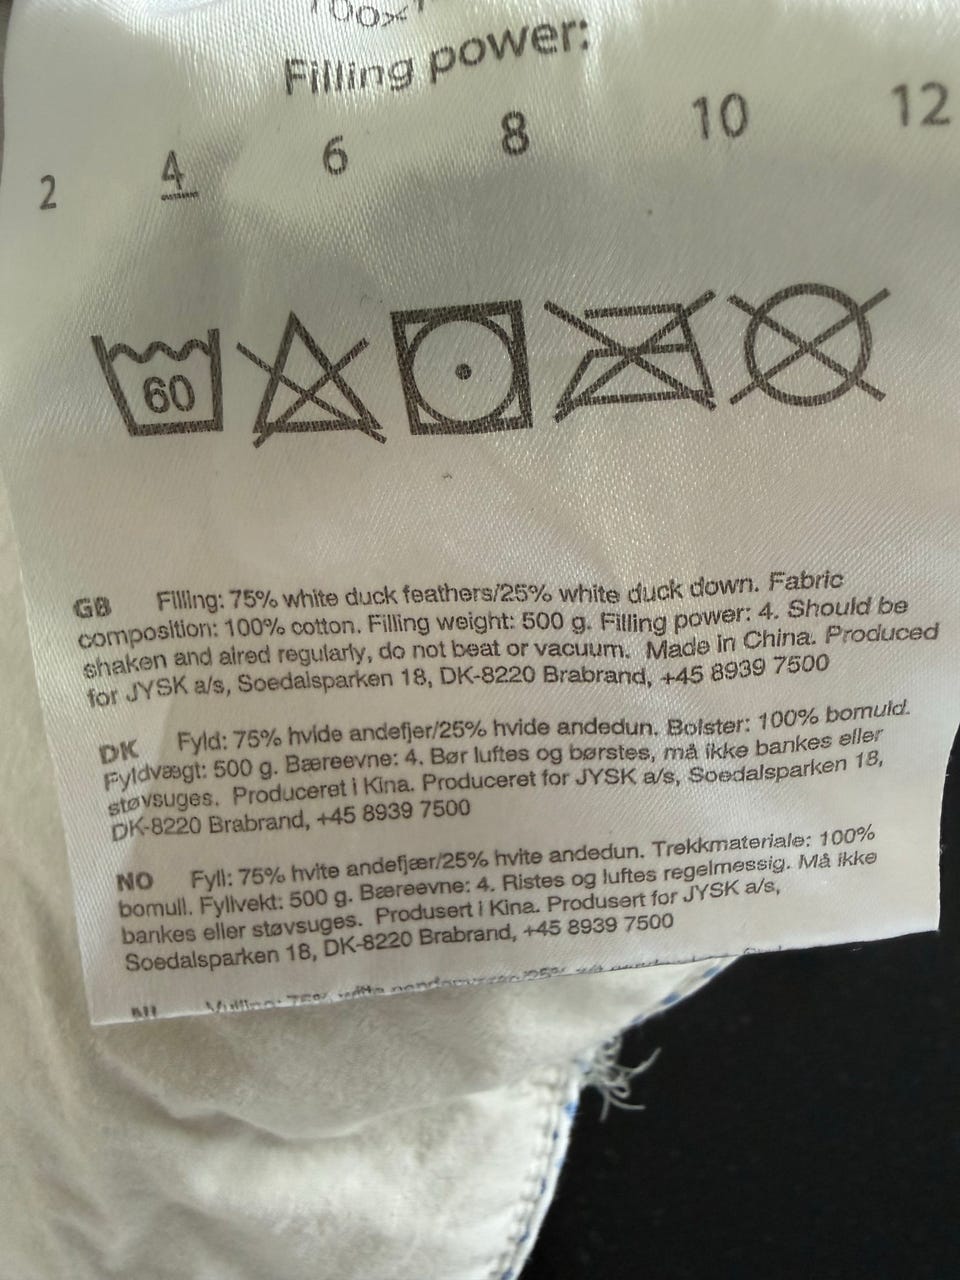 Filling power:
2 4 6 8 10 12
60
GB Filling: 75% white duck feathers/25% white duck down. Fabric
composition: 100% cotton. Filling weight: 500 g. Filling power: 4. Should be
shaken and aired regularly, do not beat or vacuum. Made in China. Produced
for JYSK a/s, Soedalsparken 18, DK-8220 Brabrand, +45 8939 7500
DK Fyld: 75% hvide andefjer/25% hvide andedun. Bolster: 100% bomuld.
Fyldvægt: 500 g. Bæreevne: 4. Bør luftes og børstes, må ikke bankes eller
støvsuges. Produceret i Kina. Produceret for JYSK a/s, Soedalsparken 18,
DK-8220 Brabrand, +45 8939 7500
NO Fyll: 75% hvite andefjær/25% hvite andedun. Trekkmateriale: 100%
bomull. Fyllvekt: 500 g. Bæreevne: 4. Ristes og luftes regelmessig. Må ikke
bankes eller støvsuges. Produsert i Kina. Produsert for JYSK a/s,
Soedalsparken 18, DK-8220 Brabrand, +45 8939 7500